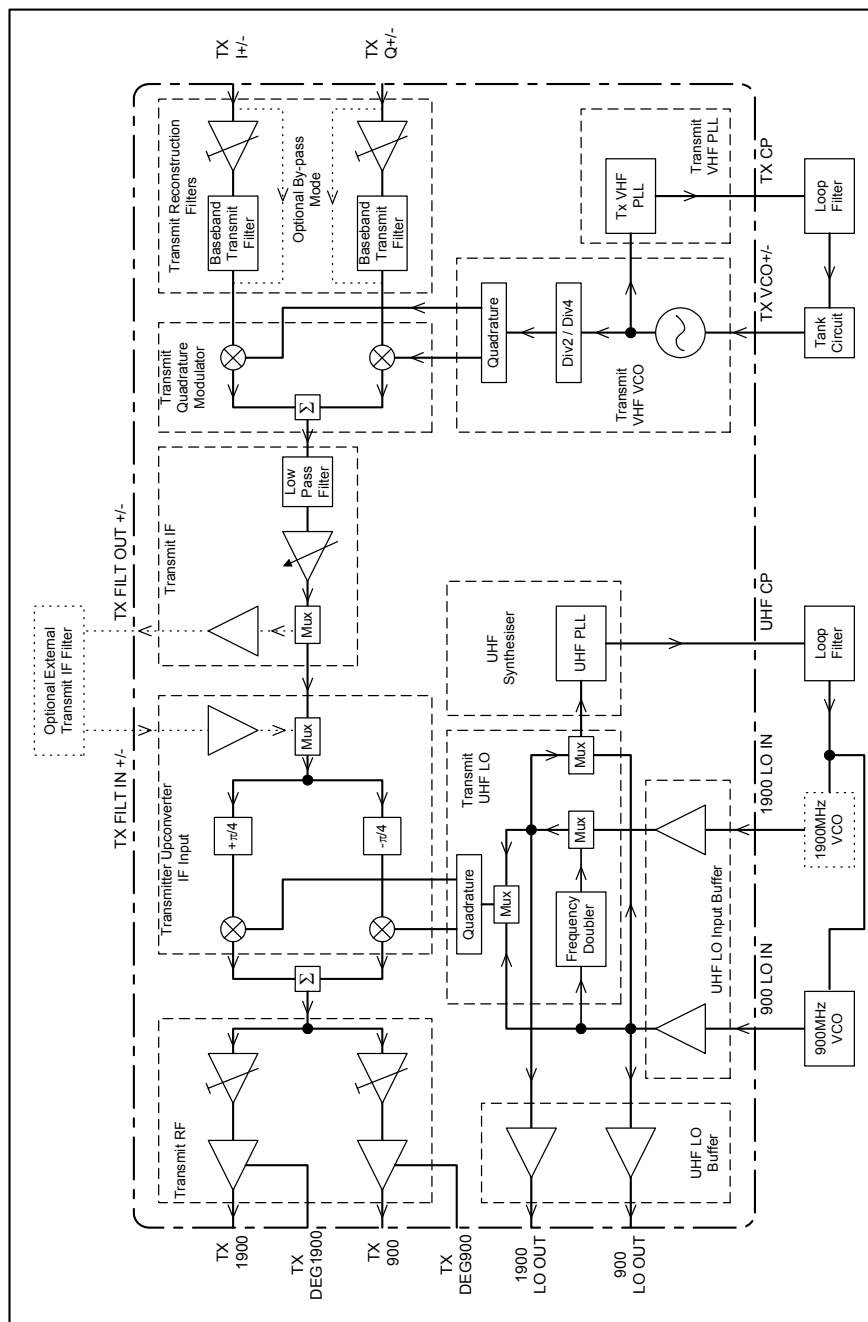 TX
I+/-
TX
Q+/-
Transmit Reconstruction
Filters
Baseband
Transmit
Filter
Optional By-pass
Mode
Baseband
Transmit
Filter
Transmit
Quadrature
Modulator
Σ
Transmit
VHF PLL
Tx VHF
PLL
TX CP
Loop
Filter
Quadrature
Div2 / Div4
Transmit
VHF VCO
TX VCO+/-
Tank
Circuit
Transmit IF
Low
Pass
Filter
Mux
TX FILT OUT +/-
Optional External
Transmit IF Filter
TX FILT IN +/-
Transmitter Upconverter
IF Input
Mux
+π/4
-π/4
Σ
UHF
Synthesiser
UHF PLL
UHF CP
Loop
Filter
Transmit
UHF LO
Mux
Mux
Mux
Quadrature
Frequency
Doubler
UHF LO Input Buffer
1900 LO IN
1900MHz
VCO
900 LO IN
900MHz
VCO
Transmit RF
UHF LO
Buffer
TX
1900
TX
DEG1900
TX
900
TX
DEG900
1900
LO OUT
900
LO OUT